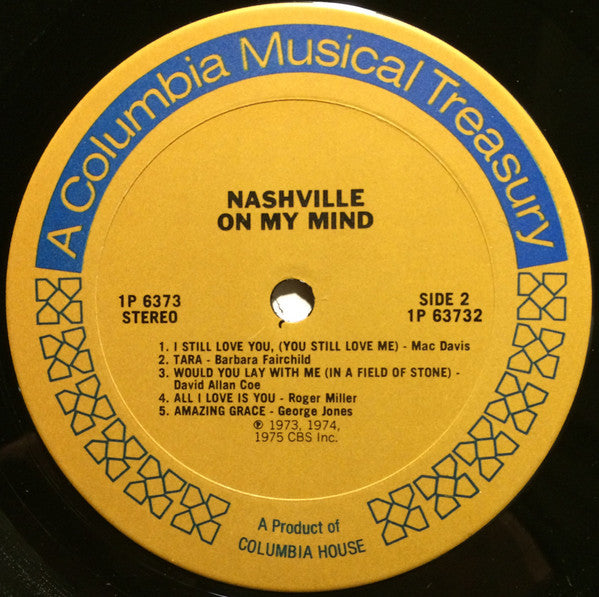 A Columbia Musical Treasury
NASHVILLE
ON MY MIND
1P 6373
STEREO
SIDE 2
1P 63732
1. I STILL LOVE YOU, (YOU STILL LOVE ME) - Mac Davis
2. TARA - Barbara Fairchild
3. WOULD YOU LAY WITH ME (IN A FIELD OF STONE) -
David Allan Coe
4. ALL I LOVE IS YOU - Roger Miller
5. AMAZING GRACE - George Jones
℗ 1973, 1974,
1975 CBS Inc.
A Product of
COLUMBIA HOUSE